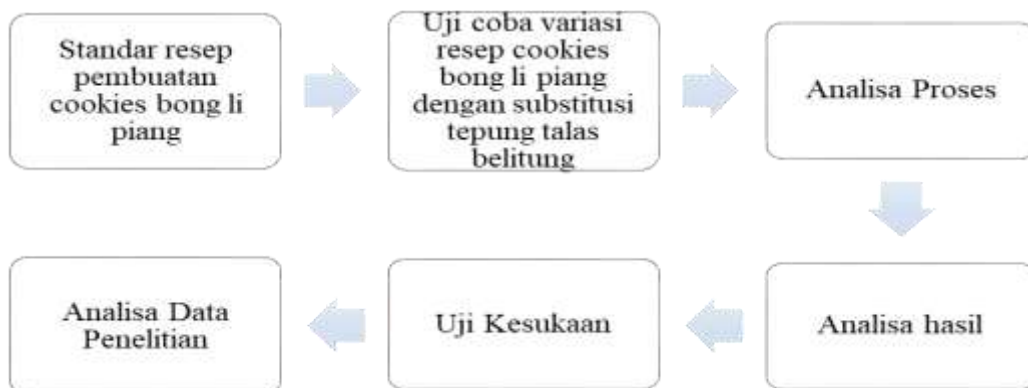 Standar resep
pembuatan
cookies bong li
piang
Uji coba variasi
resep cookies
bong li piang
dengan substitusi
tepung talas
belitung
Analisa Proses
Analisa hasil
Uji Kesukaan
Analisa Data
Penelitian